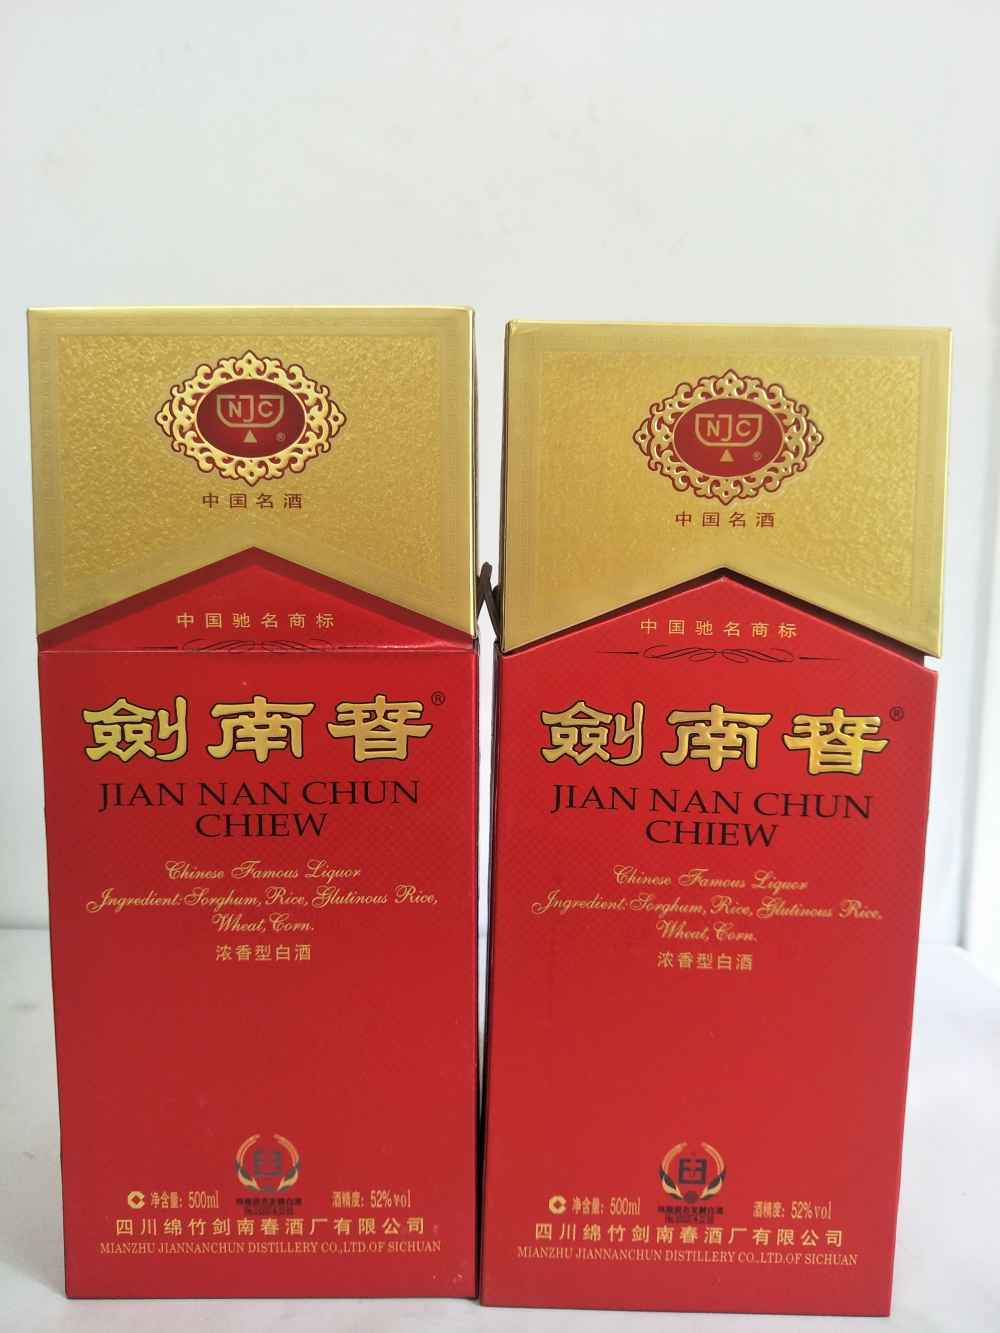 NJC
®
中国名酒
中国驰名商标
劍南春®
JIAN NAN CHUN
CHIEW
Chinese Famous Liquor
Ingredient: Sorghum, Rice, Glutinous Rice,
Wheat, Corn.
浓香型白酒
净含量: 500ml 酒精度: 52%vol
四川绵竹剑南春酒厂有限公司
MIANZHU JIANNANCHUN DISTILLERY CO.,LTD.OF SICHUAN
NJC
®
中国名酒
中国驰名商标
劍南春®
JIAN NAN CHUN
CHIEW
Chinese Famous Liquor
Ingredient: Sorghum, Rice, Glutinous Rice,
Wheat, Corn.
浓香型白酒
净含量: 500ml 酒精度: 52%vol
四川绵竹剑南春酒厂有限公司
MIANZHU JIANNANCHUN DISTILLERY CO.,LTD.OF SICHUAN